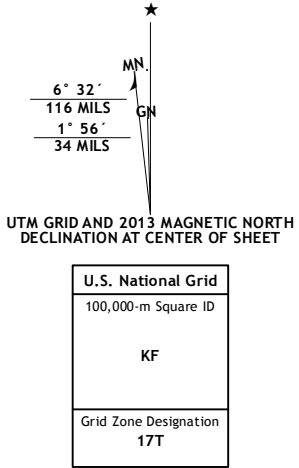 MN.
GN
6° 32´
116 MILS
1° 56´
34 MILS
UTM GRID AND 2013 MAGNETIC NORTH
DECLINATION AT CENTER OF SHEET
U.S. National Grid
100,000-m Square ID
KF
Grid Zone Designation
17T